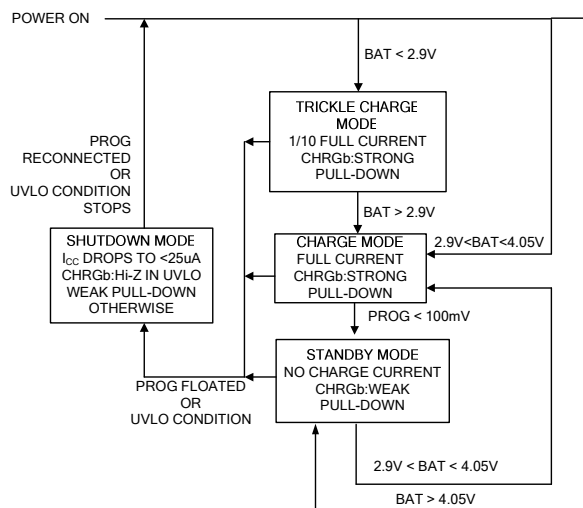 POWER ON
BAT < 2.9V
TRICKLE CHARGE
MODE
1/10 FULL CURRENT
CHRGb:STRONG
PULL-DOWN
PROG
RECONNECTED
OR
UVLO CONDITION
STOPS
BAT > 2.9V
SHUTDOWN MODE
ICC DROPS TO <25uA
CHRGb:Hi-Z IN UVLO
WEAK PULL-DOWN
OTHERWISE
CHARGE MODE
FULL CURRENT
CHRGb:STRONG
PULL-DOWN
2.9V<BAT<4.05V
PROG < 100mV
STANDBY MODE
NO CHARGE CURRENT
CHRGb:WEAK
PULL-DOWN
PROG FLOATED
OR
UVLO CONDITION
2.9V < BAT < 4.05V
BAT > 4.05V